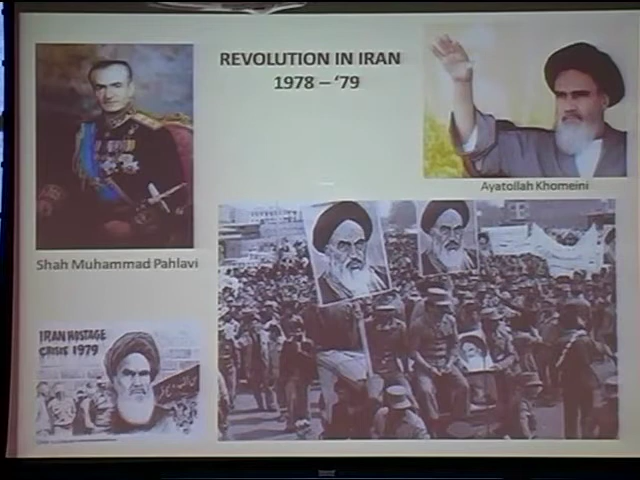 REVOLUTION IN IRAN
1978 – '79
Ayatollah Khomeini
Shah Muhammad Pahlavi
IRAN HOSTAGE
CRISIS 1979